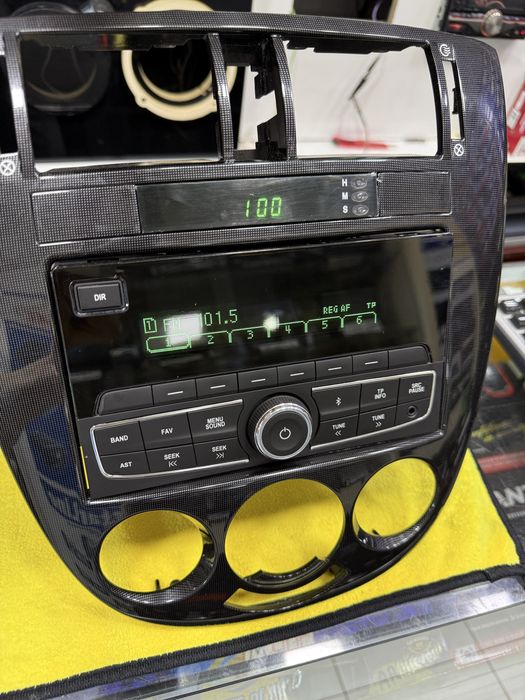 H
M
S
100
DIR
REG AF TP
1 FM 101.5
1 2 3 4 5 6
BAND
FAV
MENU
SOUND
TP
INFO
SRC
PAUSE
AST
SEEK
SEEK
TUNE
TUNE